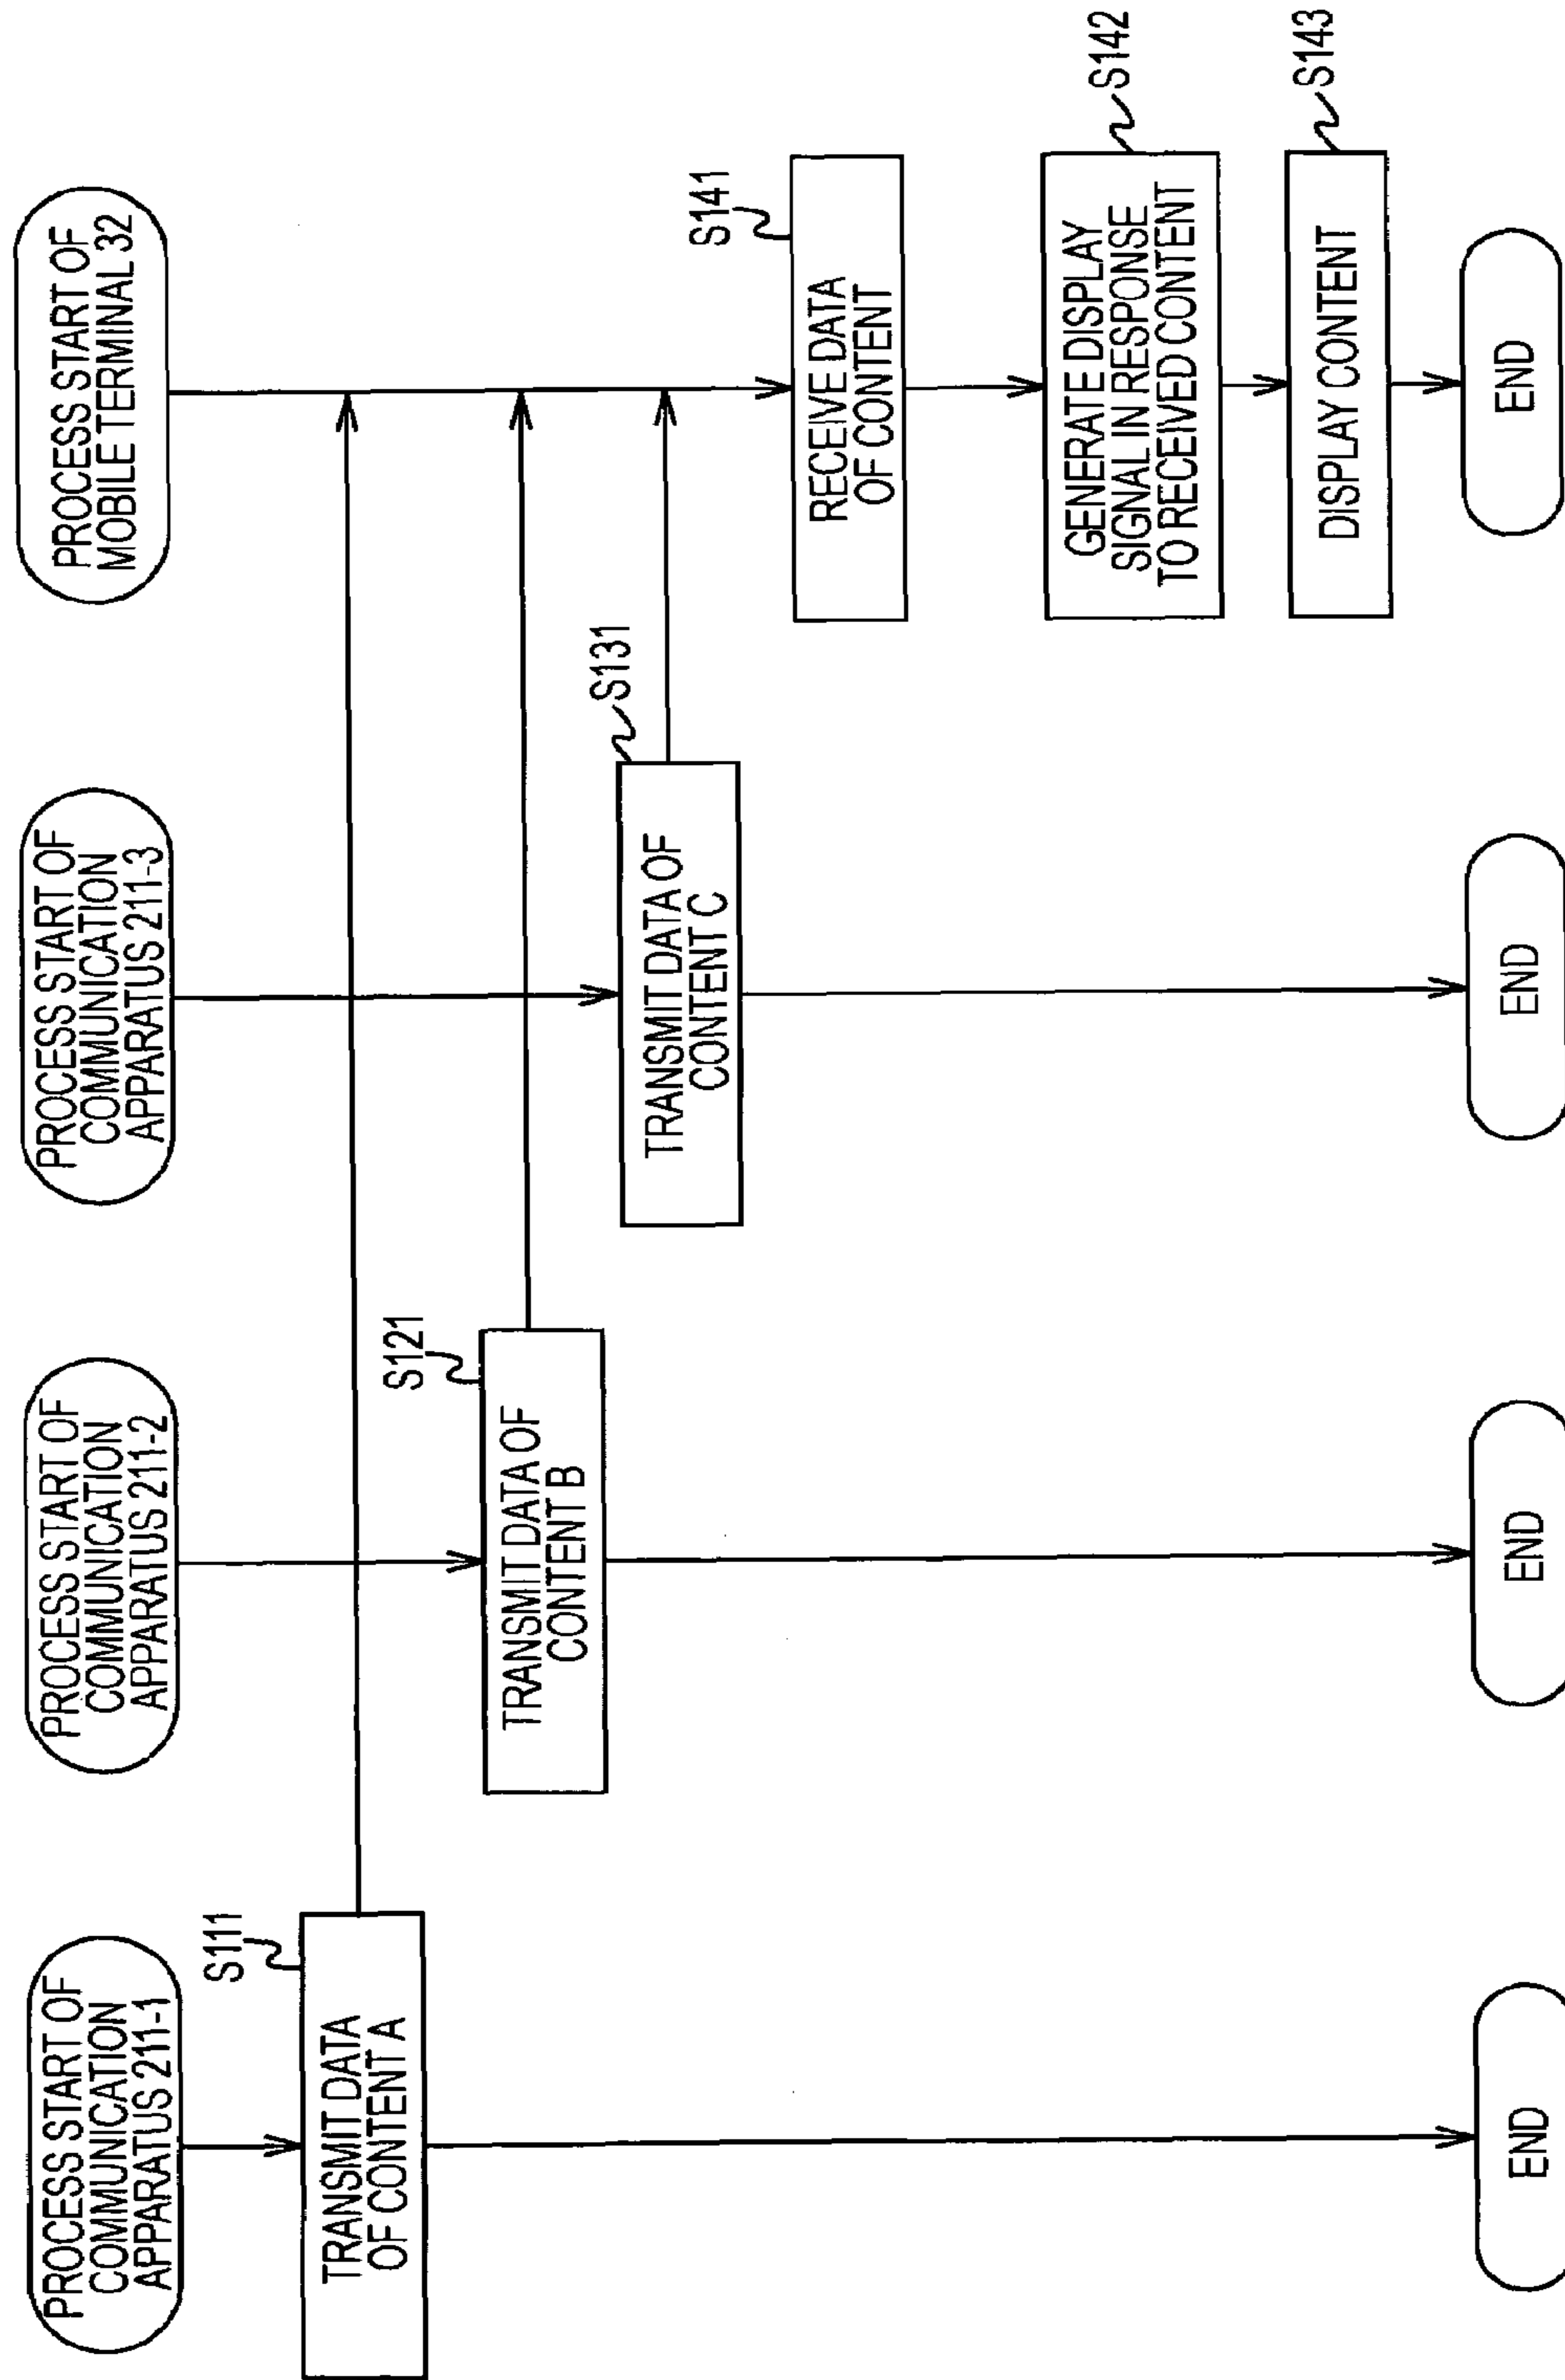 PROCESS START OF
COMMUNICATION
APPARATUS 211-1
S111
TRANSMIT DATA
OF CONTENT A
END
PROCESS START OF
COMMUNICATION
APPARATUS 211-2
S121
TRANSMIT DATA OF
CONTENT B
END
PROCESS START OF
COMMUNICATION
APPARATUS 211-3
S131
TRANSMIT DATA OF
CONTENT C
END
PROCESS START OF
MOBILE TERMINAL 32
S141
RECEIVE DATA
OF CONTENT
S142
GENERATE DISPLAY
SIGNAL IN RESPONSE
TO RECEIVED CONTENT
S143
DISPLAY CONTENT
END